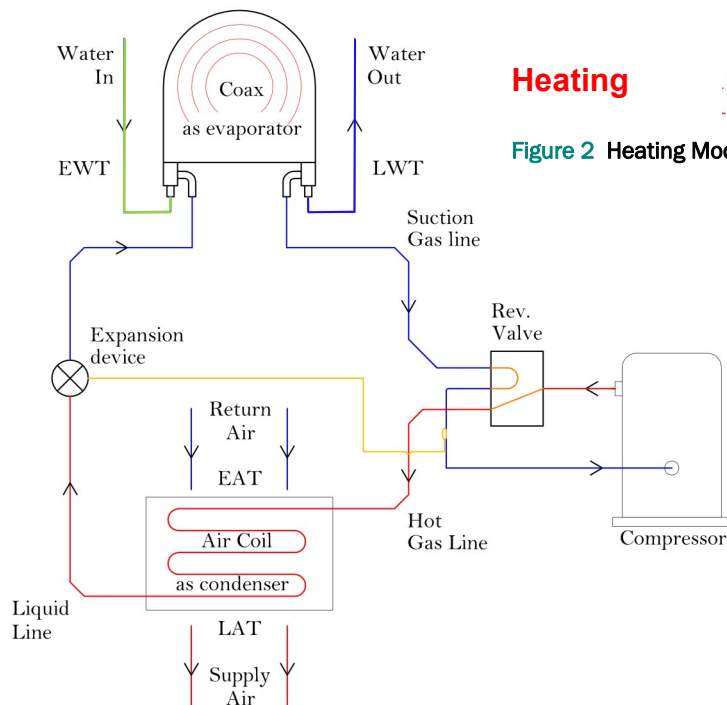 Water
In
Coax
as evaporator
Water
Out
Heating
Figure 2 Heating
EWT
LWT
Suction
Gas line
Rev.
Valve
Expansion
device
Return
Air
EAT
Air Coil
as condenser
Hot
Gas Line
Compressor
Liquid
Line
LAT
Supply
Air